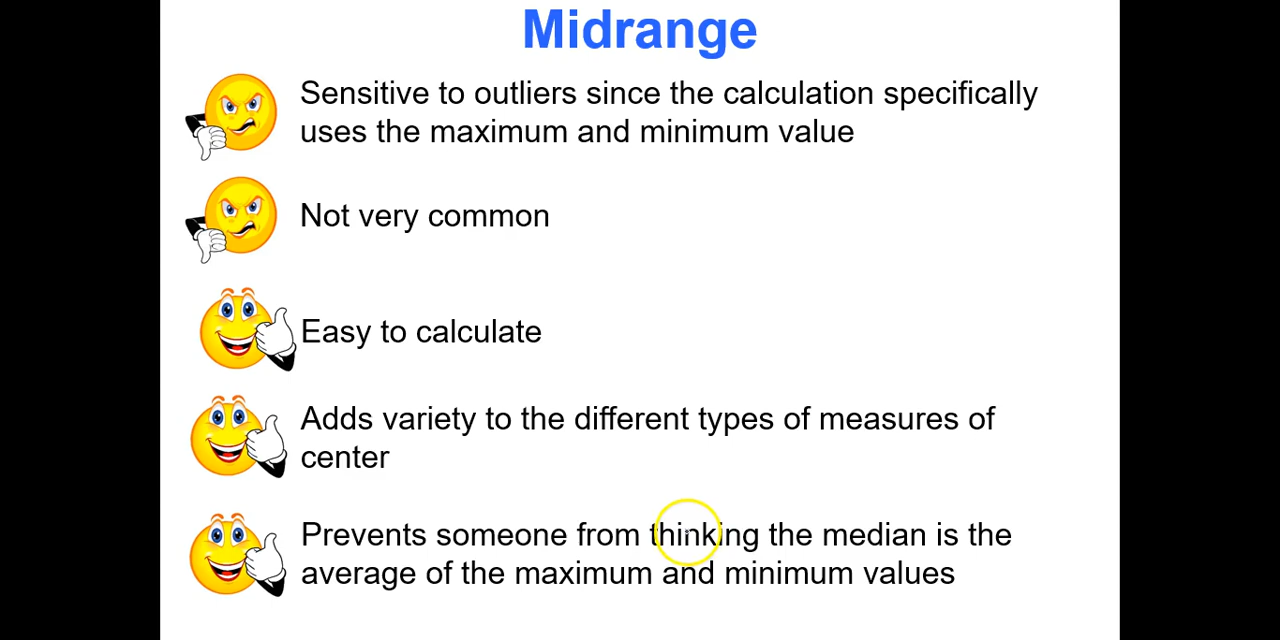 Midrange
Sensitive to outliers since the calculation specifically
uses the maximum and minimum value
Not very common
Easy to calculate
Adds variety to the different types of measures of
center
Prevents someone from thinking the median is the
average of the maximum and minimum values